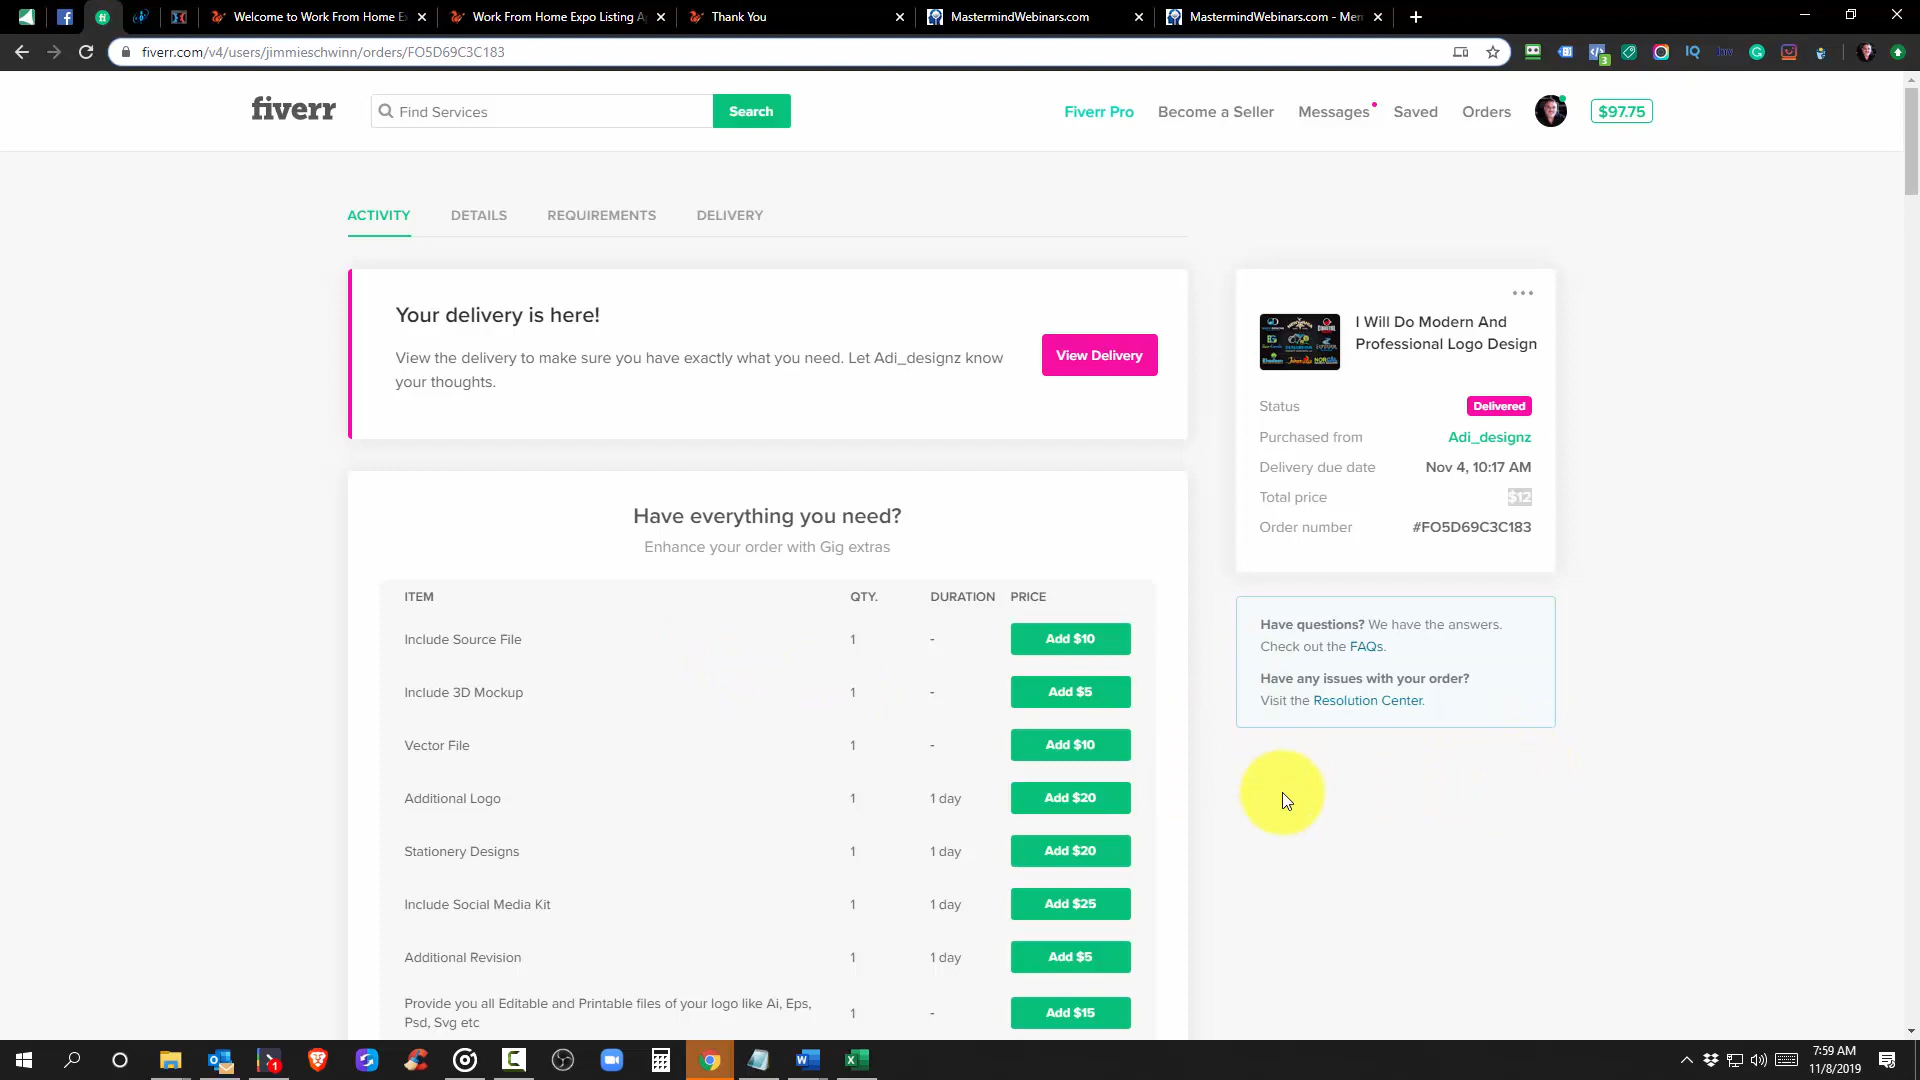 Welcome to Work From Home E
Work From Home Expo Listing A
Thank You
MastermindWebinars.com
MastermindWebinars.com - Mem
fiverr.com/v4/users/jimmieschwinn/orders/FO5D69C3C183
fiverr
Find Services
Search
Fiverr Pro
Become a Seller
Messages
Saved
Orders
$97.75
ACTIVITY
DETAILS
REQUIREMENTS
DELIVERY
Your delivery is here!
View the delivery to make sure you have exactly what you need. Let Adi_designz know
your thoughts.
View Delivery
I Will Do Modern And
Professional Logo Design
Status
Delivered
Purchased from
Adi_designz
Delivery due date
Nov 4, 10:17 AM
Total price
$12
Order number
#FO5D69C3C183
Have everything you need?
Enhance your order with Gig extras
ITEM QTY. DURATION PRICE
Include Source File 1 - Add $10
Include 3D Mockup 1 - Add $5
Vector File 1 - Add $10
Additional Logo 1 1 day Add $20
Stationery Designs 1 1 day Add $20
Include Social Media Kit 1 1 day Add $25
Additional Revision 1 1 day Add $5
Provide you all Editable and Printable files of your logo like Ai, Eps,
Psd, Svg etc
1 - Add $15
Have questions? We have the answers.
Check out the FAQs.
Have any issues with your order?
Visit the Resolution Center.
7:59 AM
11/8/2019